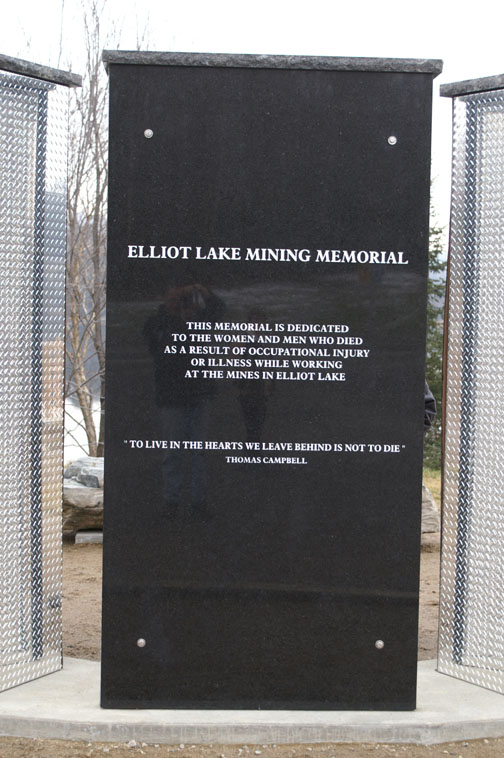 ELLIOT LAKE MINING MEMORIAL
THIS MEMORIAL IS DEDICATED
TO THE WOMEN AND MEN WHO DIED
AS A RESULT OF OCCUPATIONAL INJURY
OR ILLNESS WHILE WORKING
AT THE MINES IN ELLIOT LAKE
" TO LIVE IN THE HEARTS WE LEAVE BEHIND IS NOT TO DIE "
THOMAS CAMPBELL